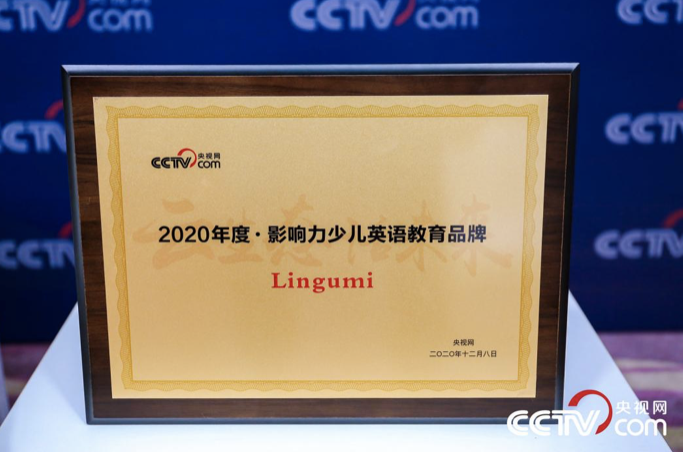 CCTV com
央视网
CCTV com
2020年度·影响力少儿英语教育品牌
Lingumi
央视网
二〇二〇年十二月八日
央视网
CCTV com